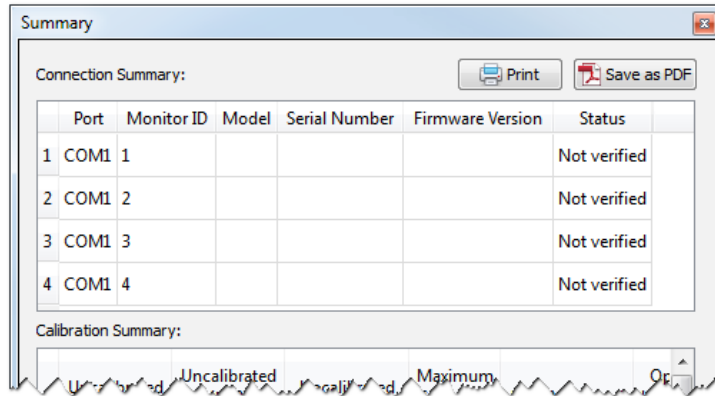 Summary
Connection Summary: Print Save as PDF
Port Monitor ID Model Serial Number Firmware Version Status
1 COM1 1 Not verified
2 COM1 2 Not verified
3 COM1 3 Not verified
4 COM1 4 Not verified
Calibration Summary:
Uncalibrated Maximum